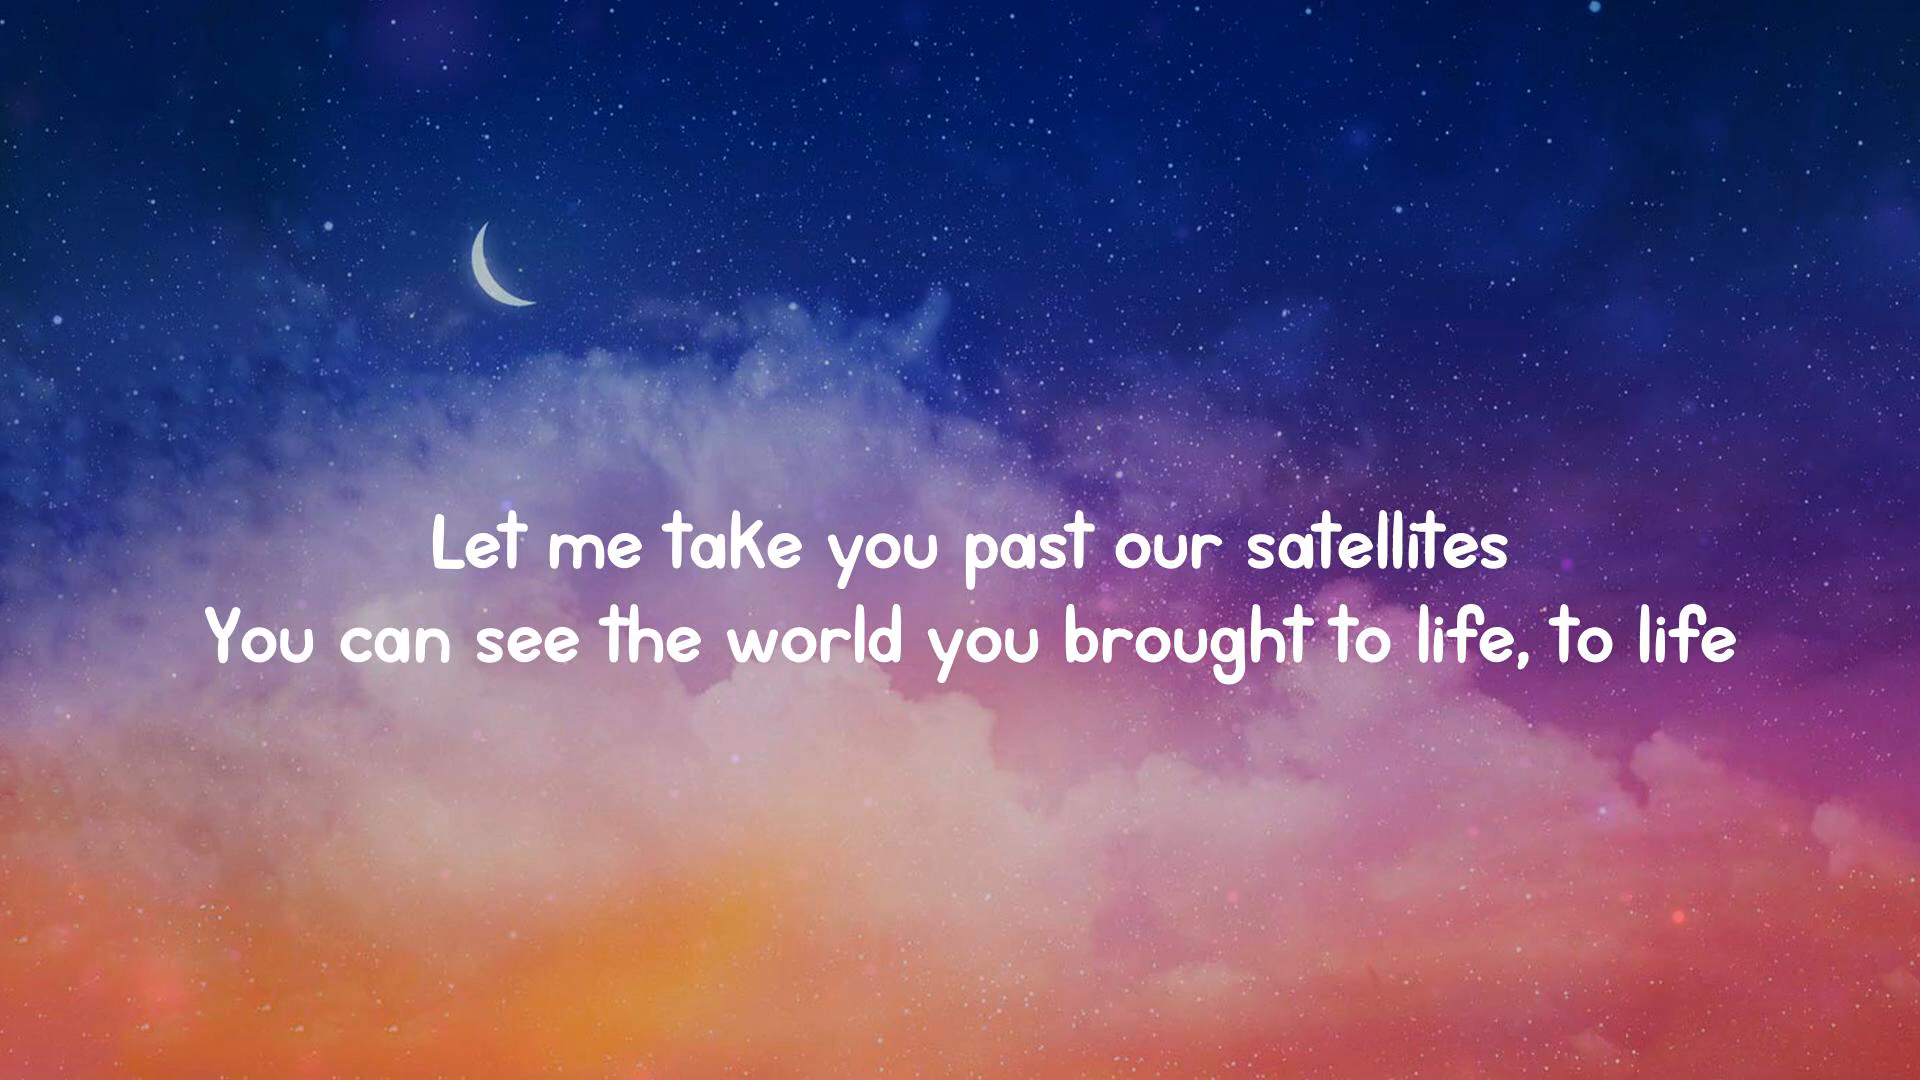 Let me take you past our satellites
You can see the world you brought to life, to life